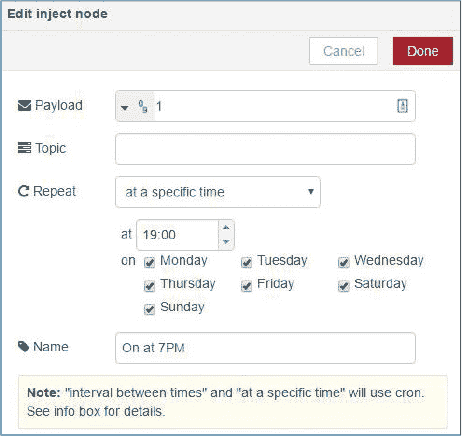 Edit inject node
Cancel Done
Payload 1
Topic
Repeat at a specific time
at 19:00
on Monday Tuesday Wednesday
Thursday Friday Saturday
Sunday
Name On at 7PM
Note: "interval between times" and "at a specific time" will use cron.
See info box for details.